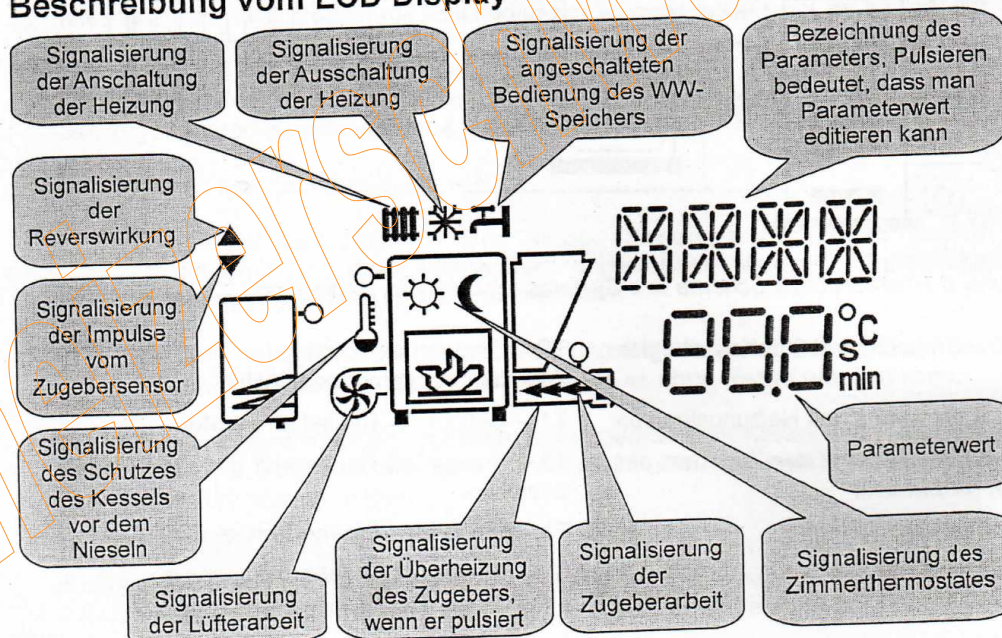 Beschreibung vom LCD Display
Signalisierung
der Anschaltung
der Heizung
Signalisierung
der Ausschaltung
der Heizung
Signalisierung der
angeschalteten
Bedienung des WW-
Speichers
Bezeichnung des
Parameters, Pulsieren
bedeutet, dass man
Parameterwert
editieren kann
Signalisierung
der
Reverswirkung
Signalisierung
der Impulse
vom
Zugebersensor
°C
s
min
Signalisierung
des Schutzes
des Kessels
vor dem
Nieseln
Parameterwert
Signalisierung
der Lüfterarbeit
Signalisierung
der Überheizung
des Zugebers,
wenn er pulsiert
Signalisierung
der
Zugeberarbeit
Signalisierung des
Zimmerthermostates